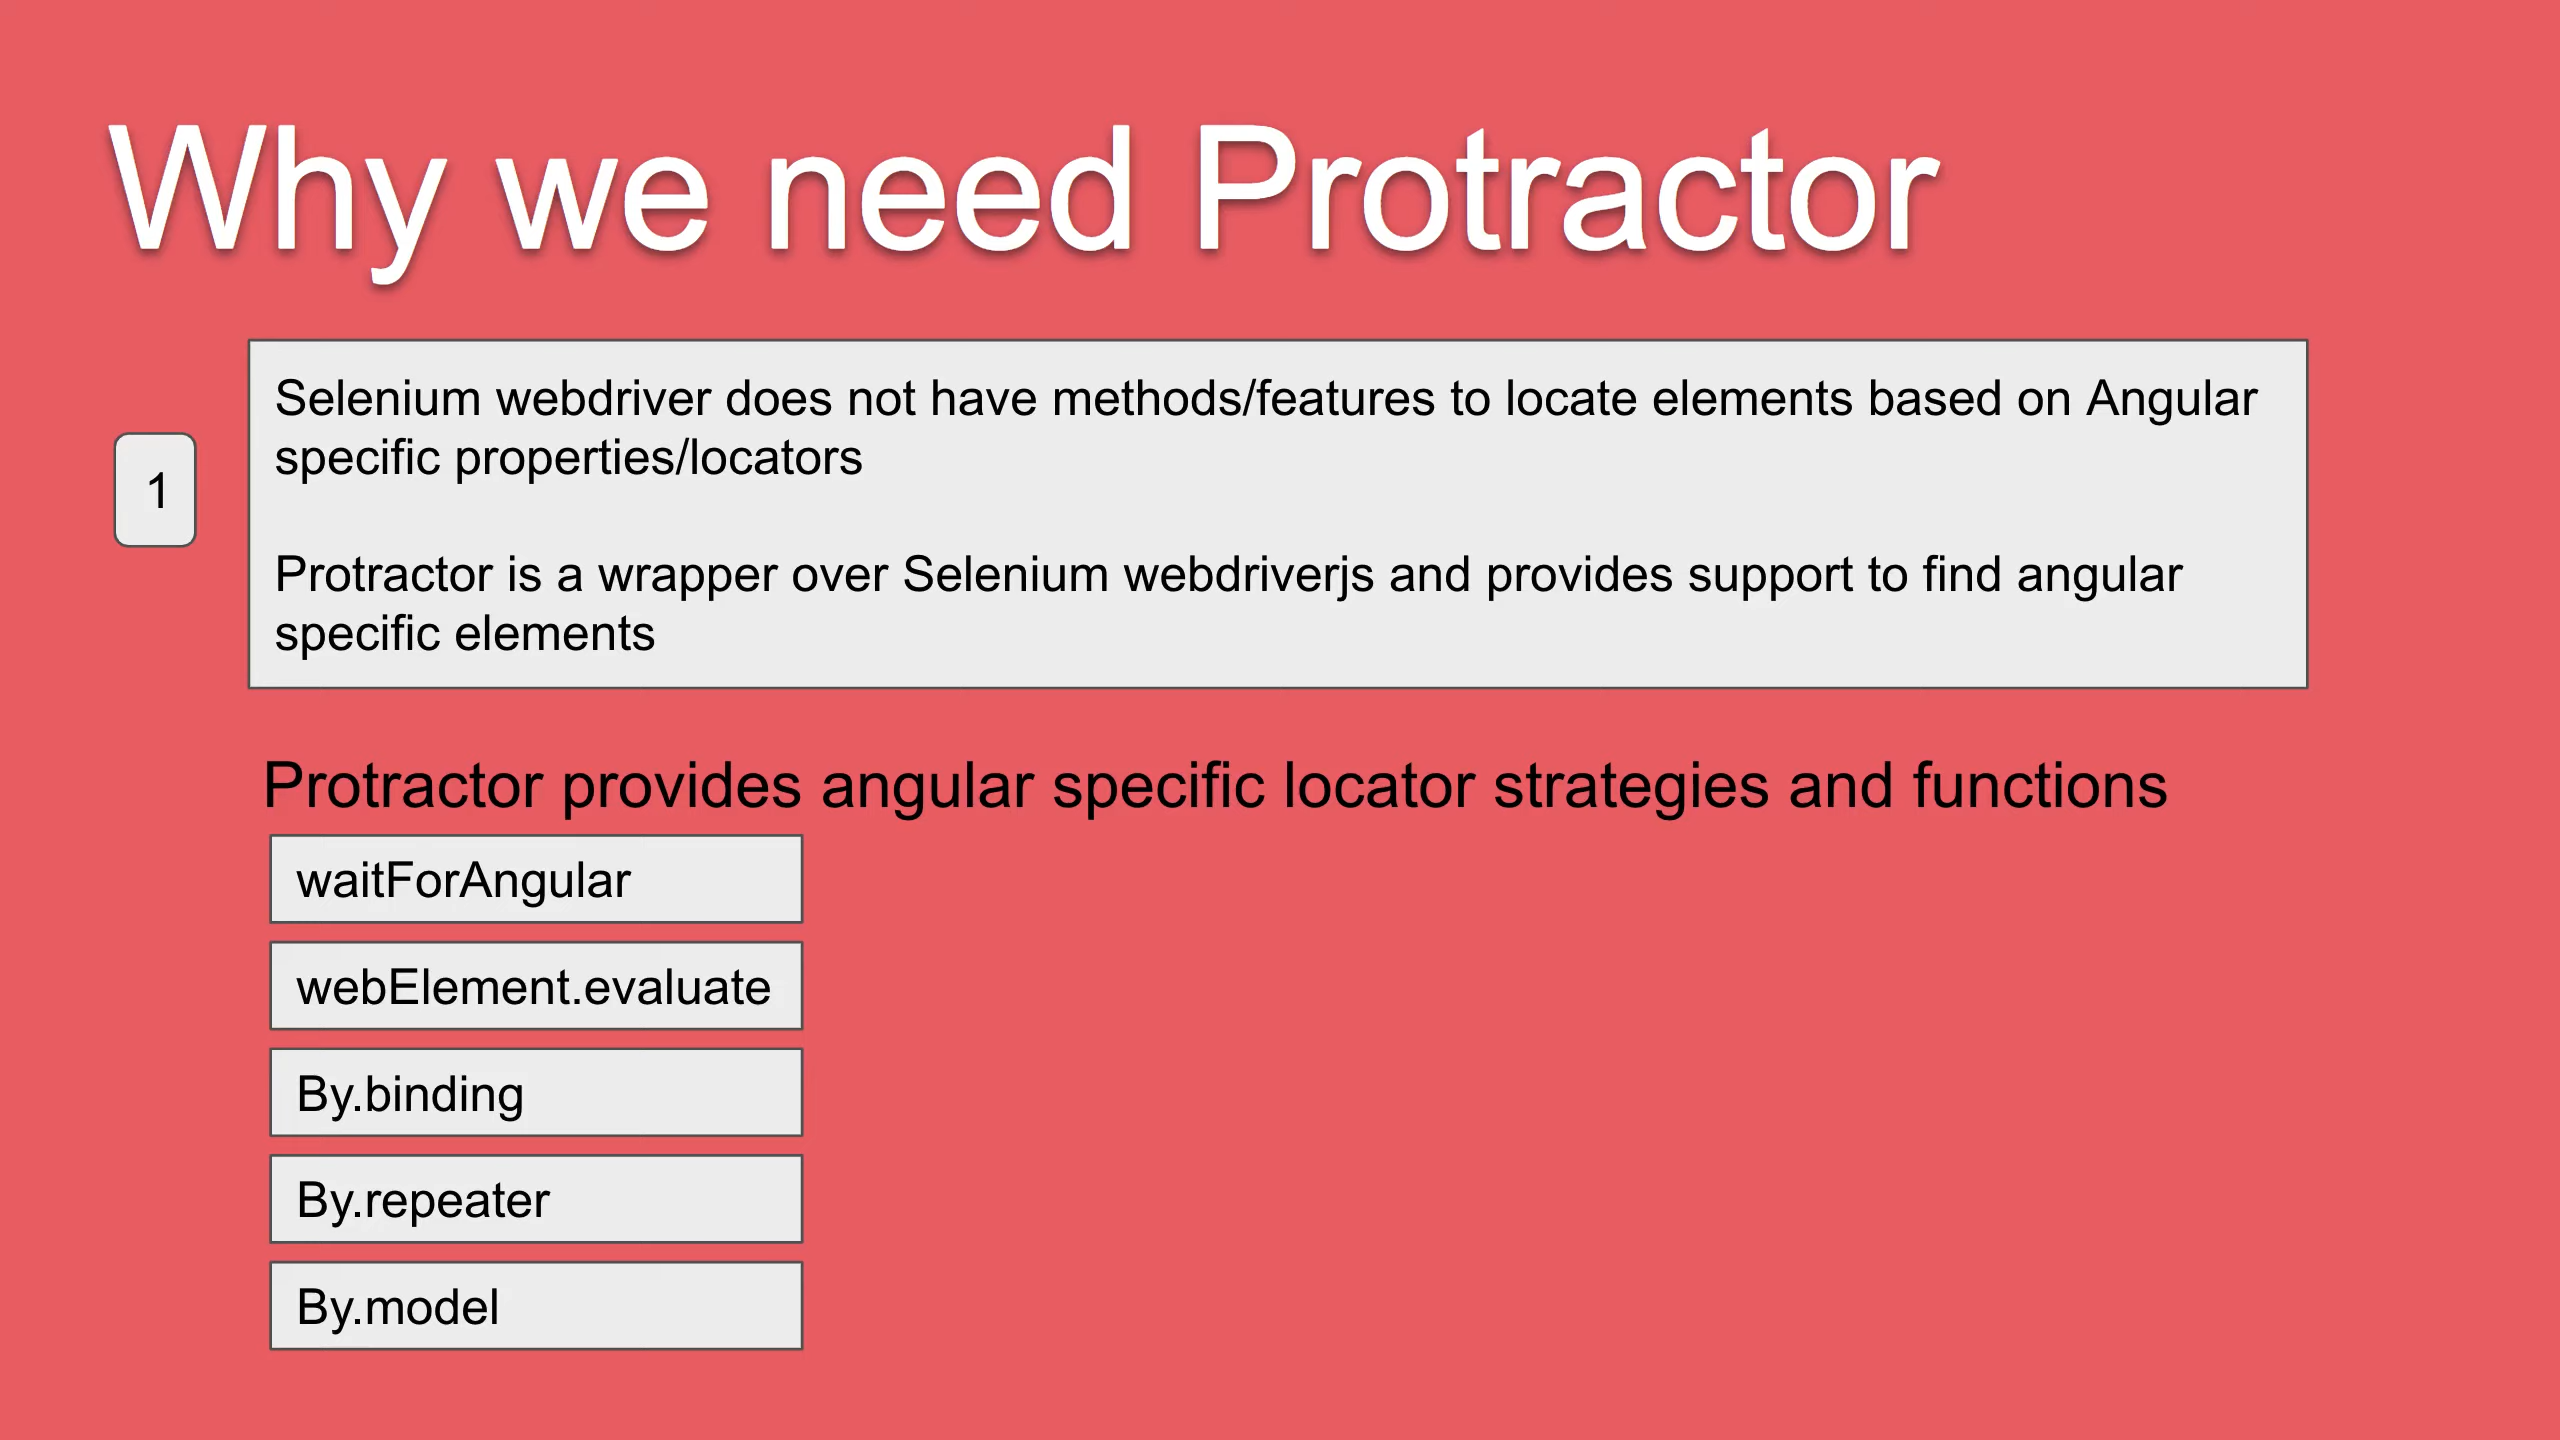 Why we need Protractor
1
Selenium webdriver does not have methods/features to locate elements based on Angular
specific properties/locators
Protractor is a wrapper over Selenium webdriverjs and provides support to find angular
specific elements
Protractor provides angular specific locator strategies and functions
waitForAngular
webElement.evaluate
By.binding
By.repeater
By.model